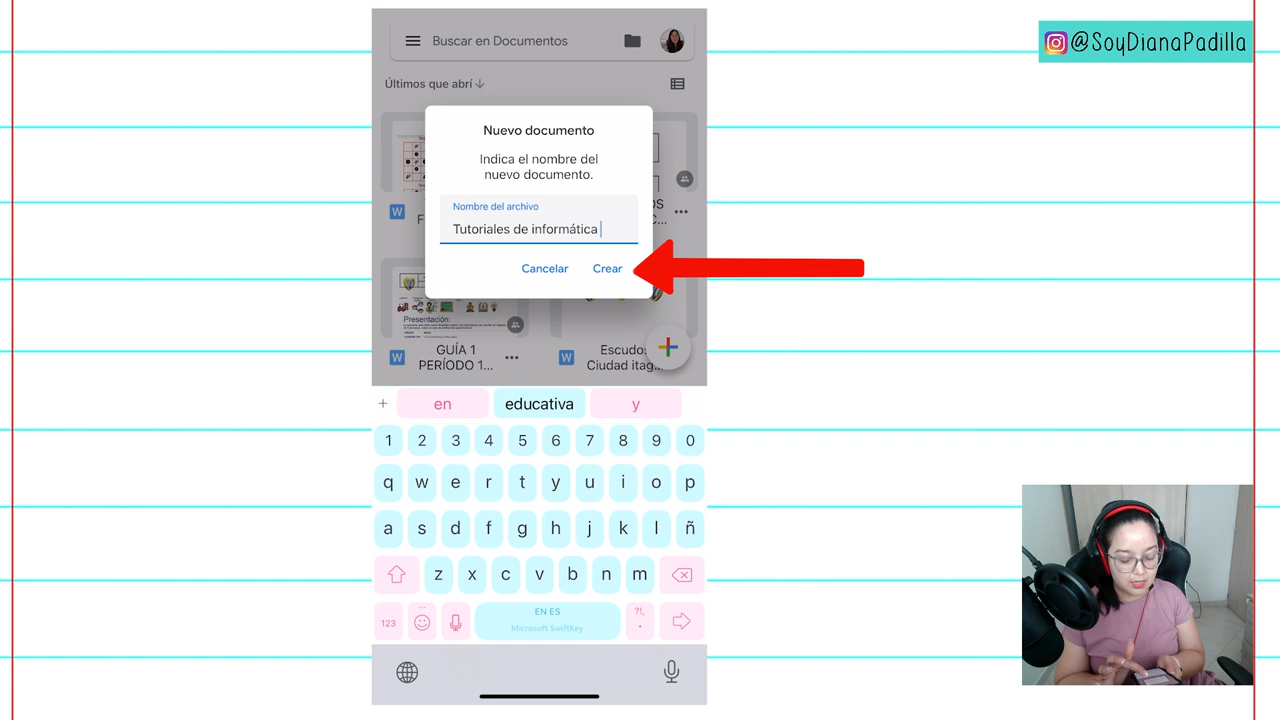 @SoyDianaPadilla
Buscar en Documentos
Últimos que abrí
Nuevo documento
Indica el nombre del
nuevo documento.
Nombre del archivo
Tutoriales de informática
Cancelar Crear
W F
OS
C...
Presentación:
W GUÍA 1
PERÍODO 1...
W Escudo
Ciudad itag...
+ en educativa y
1 2 3 4 5 6 7 8 9 0
q w e r t y u i o p
a s d f g h j k l ñ
z x c v b n m
123
EN ES
Microsoft SwiftKey
?!,
.